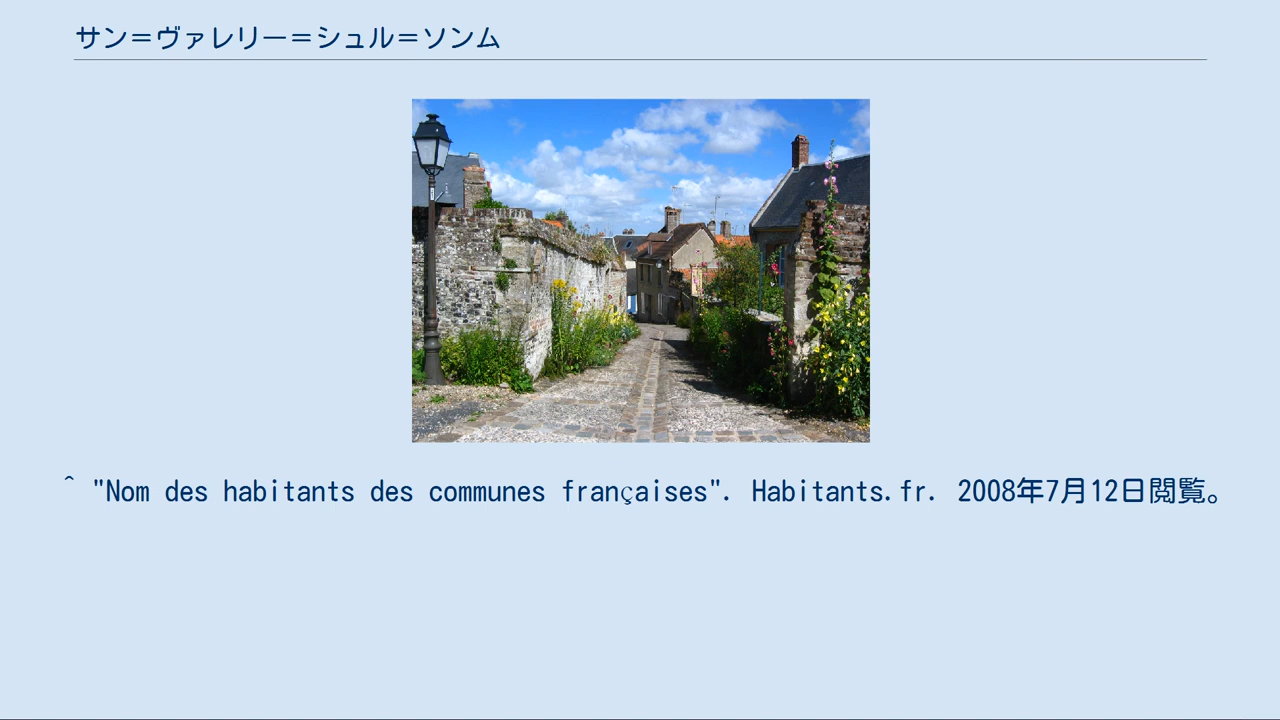 サン＝ヴァレリー＝シュル＝ソンム
^ "Nom des habitants des communes françaises". Habitants.fr. 2008年7月12日閲覧。